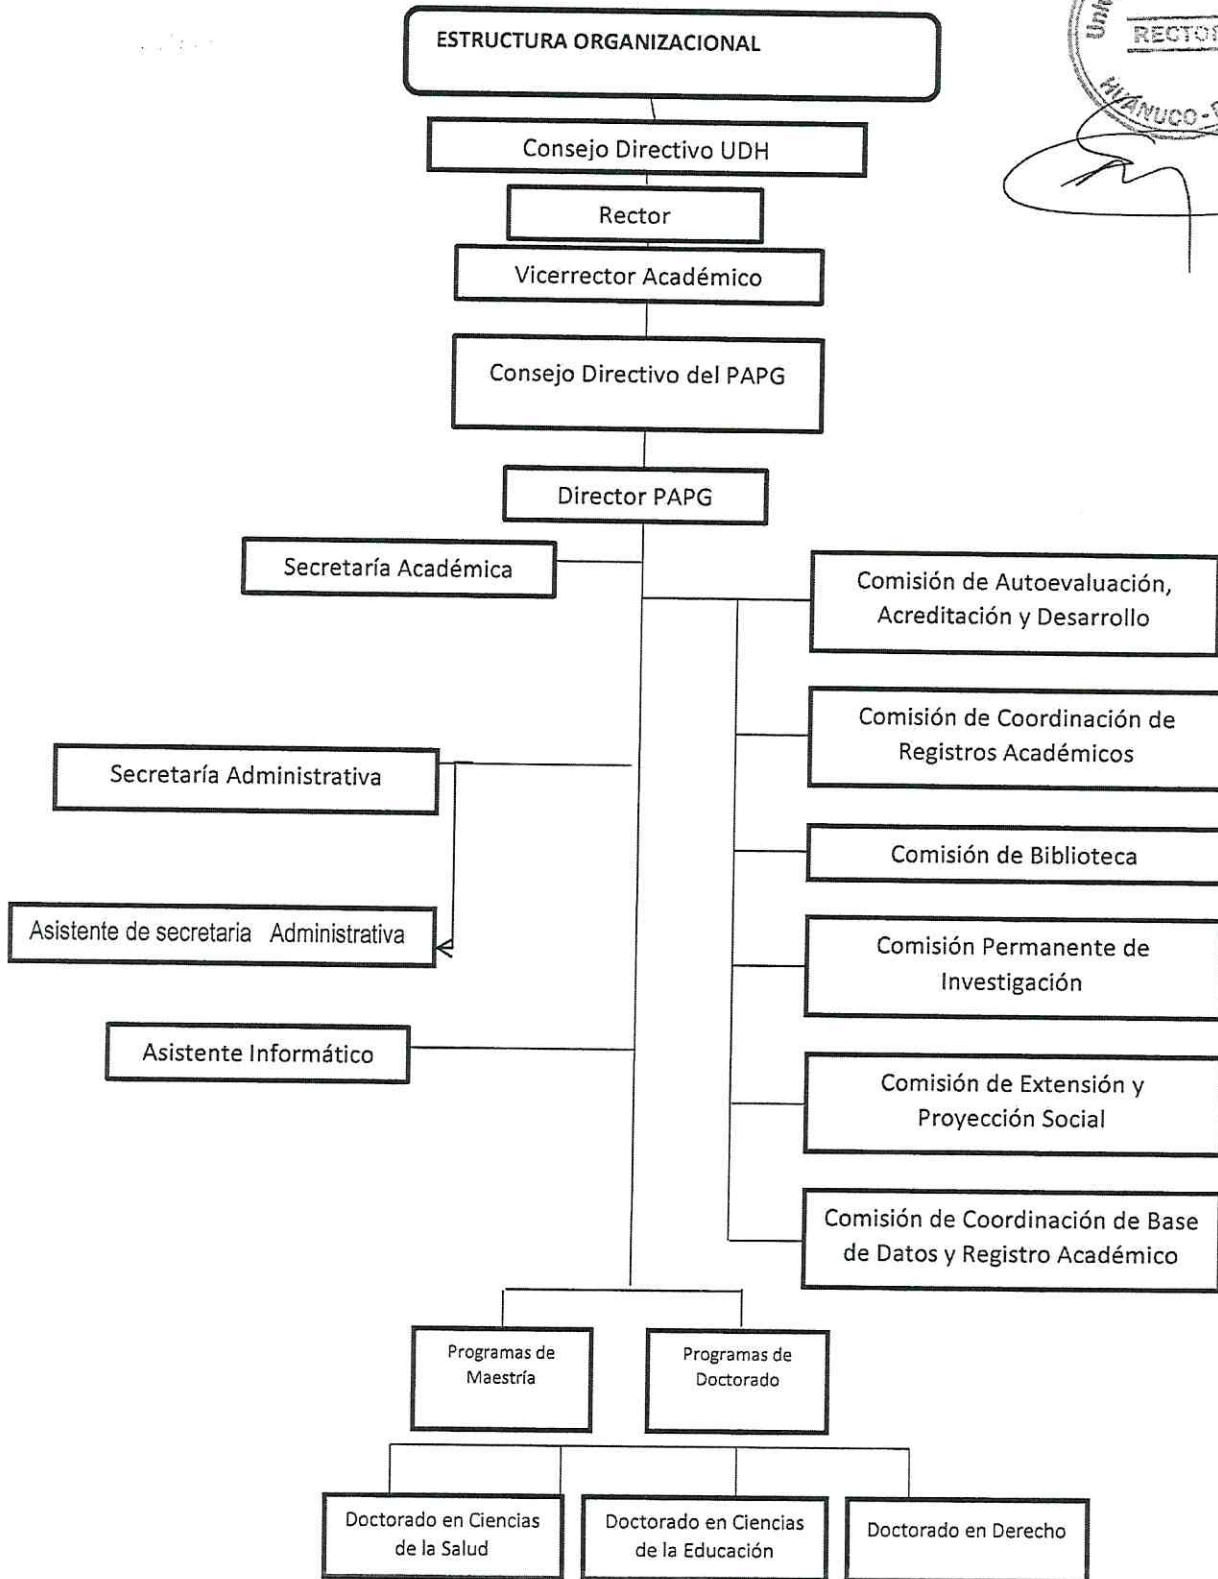 ESTRUCTURA ORGANIZACIONAL
RECTOR
HUÁNUCO -
Consejo Directivo UDH
Rector
Vicerrector Académico
Consejo Directivo del PAPG
Director PAPG
Secretaría Académica
Comisión de Autoevaluación,
Acreditación y Desarrollo
Comisión de Coordinación de
Registros Académicos
Secretaría Administrativa
Comisión de Biblioteca
Asistente de secretaria Administrativa
Comisión Permanente de
Investigación
Asistente Informático
Comisión de Extensión y
Proyección Social
Comisión de Coordinación de Base
de Datos y Registro Académico
Programas de
Maestría
Programas de
Doctorado
Doctorado en Ciencias
de la Salud
Doctorado en Ciencias
de la Educación
Doctorado en Derecho